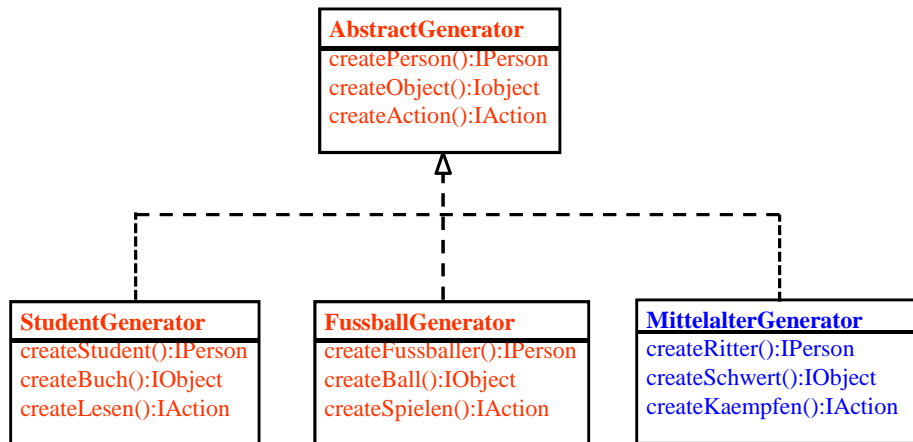 AbstractGenerator
createPerson():IPerson
createObject():Iobject
createAction():IAction
StudentGenerator
createStudent():IPerson
createBuch():IObject
createLesen():IAction
FussballGenerator
createFussballer():IPerson
createBall():IObject
createSpielen():IAction
MittelalterGenerator
createRitter():IPerson
createSchwert():IObject
createKaempfen():IAction